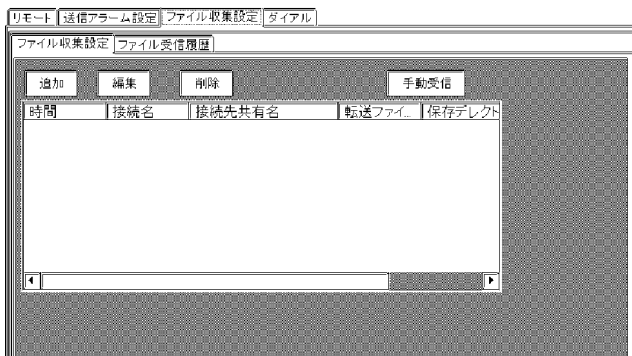 リモート 送信アラーム設定 ファイル収集設定 ダイアル
ファイル収集設定 ファイル受信履歴
追加 編集 削除 手動受信
時間 接続名 接続先共有名 転送ファイ... 保存デレクト